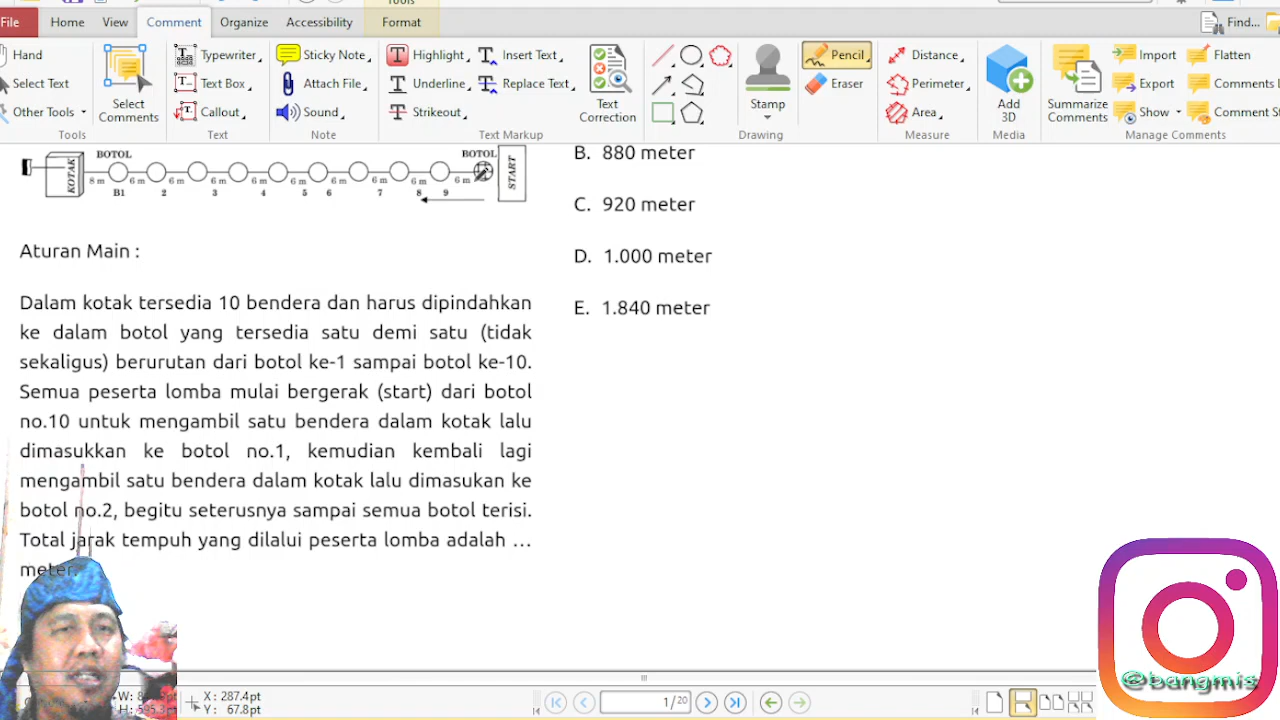 Tools
File Home View Comment Organize Accessibility Format Find...
Hand
Select Text
Other Tools
Select
Comments
Tools
Typewriter
Text Box
Callout
Text
Sticky Note
Attach File
Sound
Note
Highlight
Underline
Strikeout
Insert Text
Replace Text
Text
Correction
Text Markup
Drawing
Stamp
Pencil
Eraser
Distance
Perimeter
Area
Measure
Add
3D
Media
Summarize
Comments
Import
Export
Show
Flatten
Comments
Comment
Manage Comments
BOTOL BOTOL
KOTAK START
8 m 6 m 6 m 6 m 6 m 6 m 6 m 6 m 6 m 6 m
B1 2 3 4 5 6 7 8 9
Aturan Main :
Dalam kotak tersedia 10 bendera dan harus dipindahkan
ke dalam botol yang tersedia satu demi satu (tidak
sekaligus) berurutan dari botol ke-1 sampai botol ke-10.
Semua peserta lomba mulai bergerak (start) dari botol
no.10 untuk mengambil satu bendera dalam kotak lalu
dimasukkan ke botol no.1, kemudian kembali lagi
mengambil satu bendera dalam kotak lalu dimasukan ke
botol no.2, begitu seterusnya sampai semua botol terisi.
Total jarak tempuh yang dilalui peserta lomba adalah …
meter.
B. 880 meter
C. 920 meter
D. 1.000 meter
E. 1.840 meter
@bangmis
X: 287.4pt
Y: 67.8pt
1/20